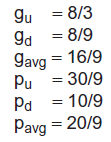 gu = 8/3
gd = 8/9
gavg = 16/9
pu = 30/9
pd = 10/9
pavg = 20/9